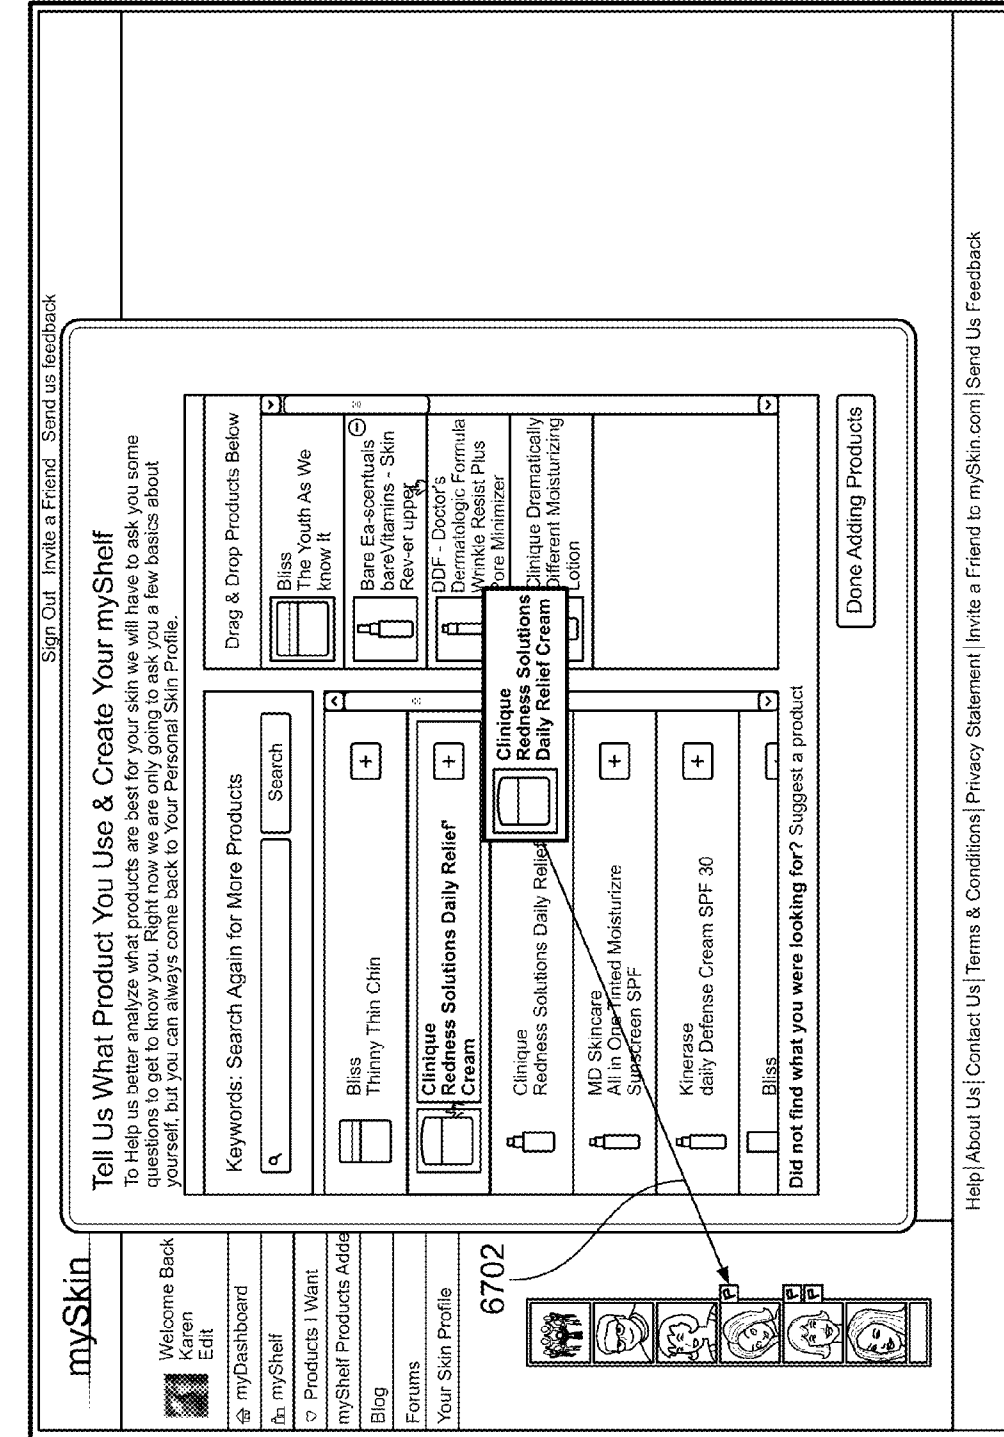 Sign Out Invite a Friend Send us feedback
mySkin
Welcome Back
Karen
Edit
myDashboard
myShelf
Products I Want
myShelf Products Adde
Blog
Forums
Your Skin Profile
6702
P
P P
Tell Us What Product You Use & Create Your myShelf
To Help us better analyze what products are best for your skin we will have to ask you some
questions to get to know you. Right now we are only going to ask you a few basics about
yourself, but you can always come back to Your Personal Skin Profile.
Keywords: Search Again for More Products
Search
Bliss
Thinny Thin Chin
+
Clinique
Redness Solutions Daily Relief
Cream
+
Clinique
Redness Solutions Daily Relief
MD Skincare
All in One Tinted Moisturizre
Sunscreen SPF
+
Kinerase
daily Defense Cream SPF 30
+
Bliss
Did not find what you were looking for? Suggest a product
Drag & Drop Products Below
Bliss
The Youth As We
know It
Bare Ea-scentuals
bareVitamins - Skin
Rev-er upper
DDF - Doctor's
Dermatologic Formula
Wrinkle Resist Plus
Pore Minimizer
Clinique Dramatically
Different Moisturizing
Lotion
Clinique
Redness Solutions
Daily Relief Cream
Done Adding Products
Help| About Us| Contact Us| Terms & Conditions| Privacy Statement| Invite a Friend to mySkin.com| Send Us Feedback